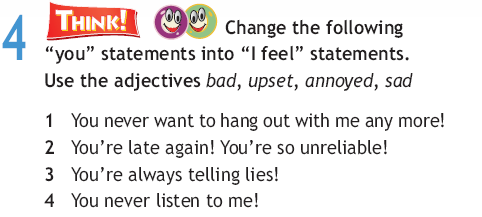 4 THINK! Change the following
“you” statements into “I feel” statements.
Use the adjectives bad, upset, annoyed, sad
1 You never want to hang out with me any more!
2 You’re late again! You’re so unreliable!
3 You’re always telling lies!
4 You never listen to me!